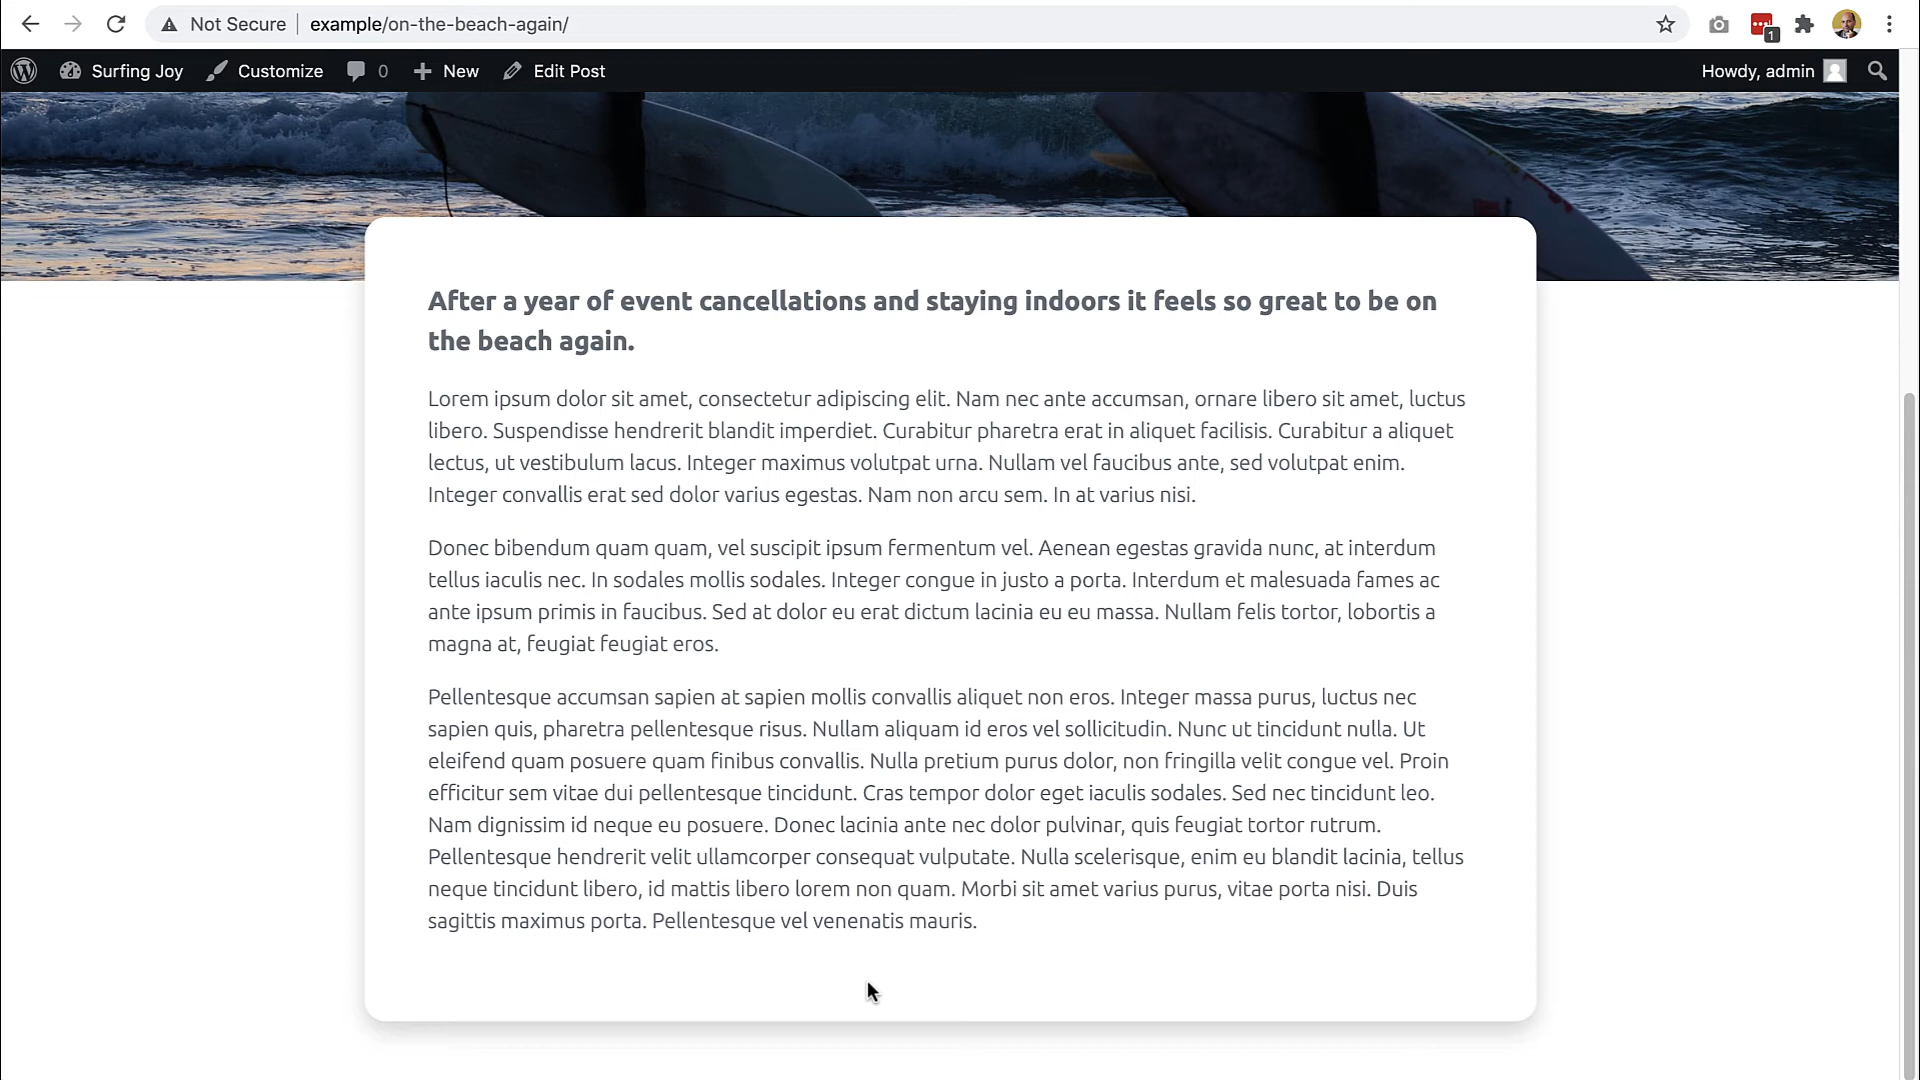 Not Secure example/on-the-beach-again/
1
Surfing Joy Customize 0 New Edit Post Howdy, admin
After a year of event cancellations and staying indoors it feels so great to be on
the beach again.
Lorem ipsum dolor sit amet, consectetur adipiscing elit. Nam nec ante accumsan, ornare libero sit amet, luctus
libero. Suspendisse hendrerit blandit imperdiet. Curabitur pharetra erat in aliquet facilisis. Curabitur a aliquet
lectus, ut vestibulum lacus. Integer maximus volutpat urna. Nullam vel faucibus ante, sed volutpat enim.
Integer convallis erat sed dolor varius egestas. Nam non arcu sem. In at varius nisi.
Donec bibendum quam quam, vel suscipit ipsum fermentum vel. Aenean egestas gravida nunc, at interdum
tellus iaculis nec. In sodales mollis sodales. Integer congue in justo a porta. Interdum et malesuada fames ac
ante ipsum primis in faucibus. Sed at dolor eu erat dictum lacinia eu eu massa. Nullam felis tortor, lobortis a
magna at, feugiat feugiat eros.
Pellentesque accumsan sapien at sapien mollis convallis aliquet non eros. Integer massa purus, luctus nec
sapien quis, pharetra pellentesque risus. Nullam aliquam id eros vel sollicitudin. Nunc ut tincidunt nulla. Ut
eleifend quam posuere quam finibus convallis. Nulla pretium purus dolor, non fringilla velit congue vel. Proin
efficitur sem vitae dui pellentesque tincidunt. Cras tempor dolor eget iaculis sodales. Sed nec tincidunt leo.
Nam dignissim id neque eu posuere. Donec lacinia ante nec dolor pulvinar, quis feugiat tortor rutrum.
Pellentesque hendrerit velit ullamcorper consequat vulputate. Nulla scelerisque, enim eu blandit lacinia, tellus
neque tincidunt libero, id mattis libero lorem non quam. Morbi sit amet varius purus, vitae porta nisi. Duis
sagittis maximus porta. Pellentesque vel venenatis mauris.